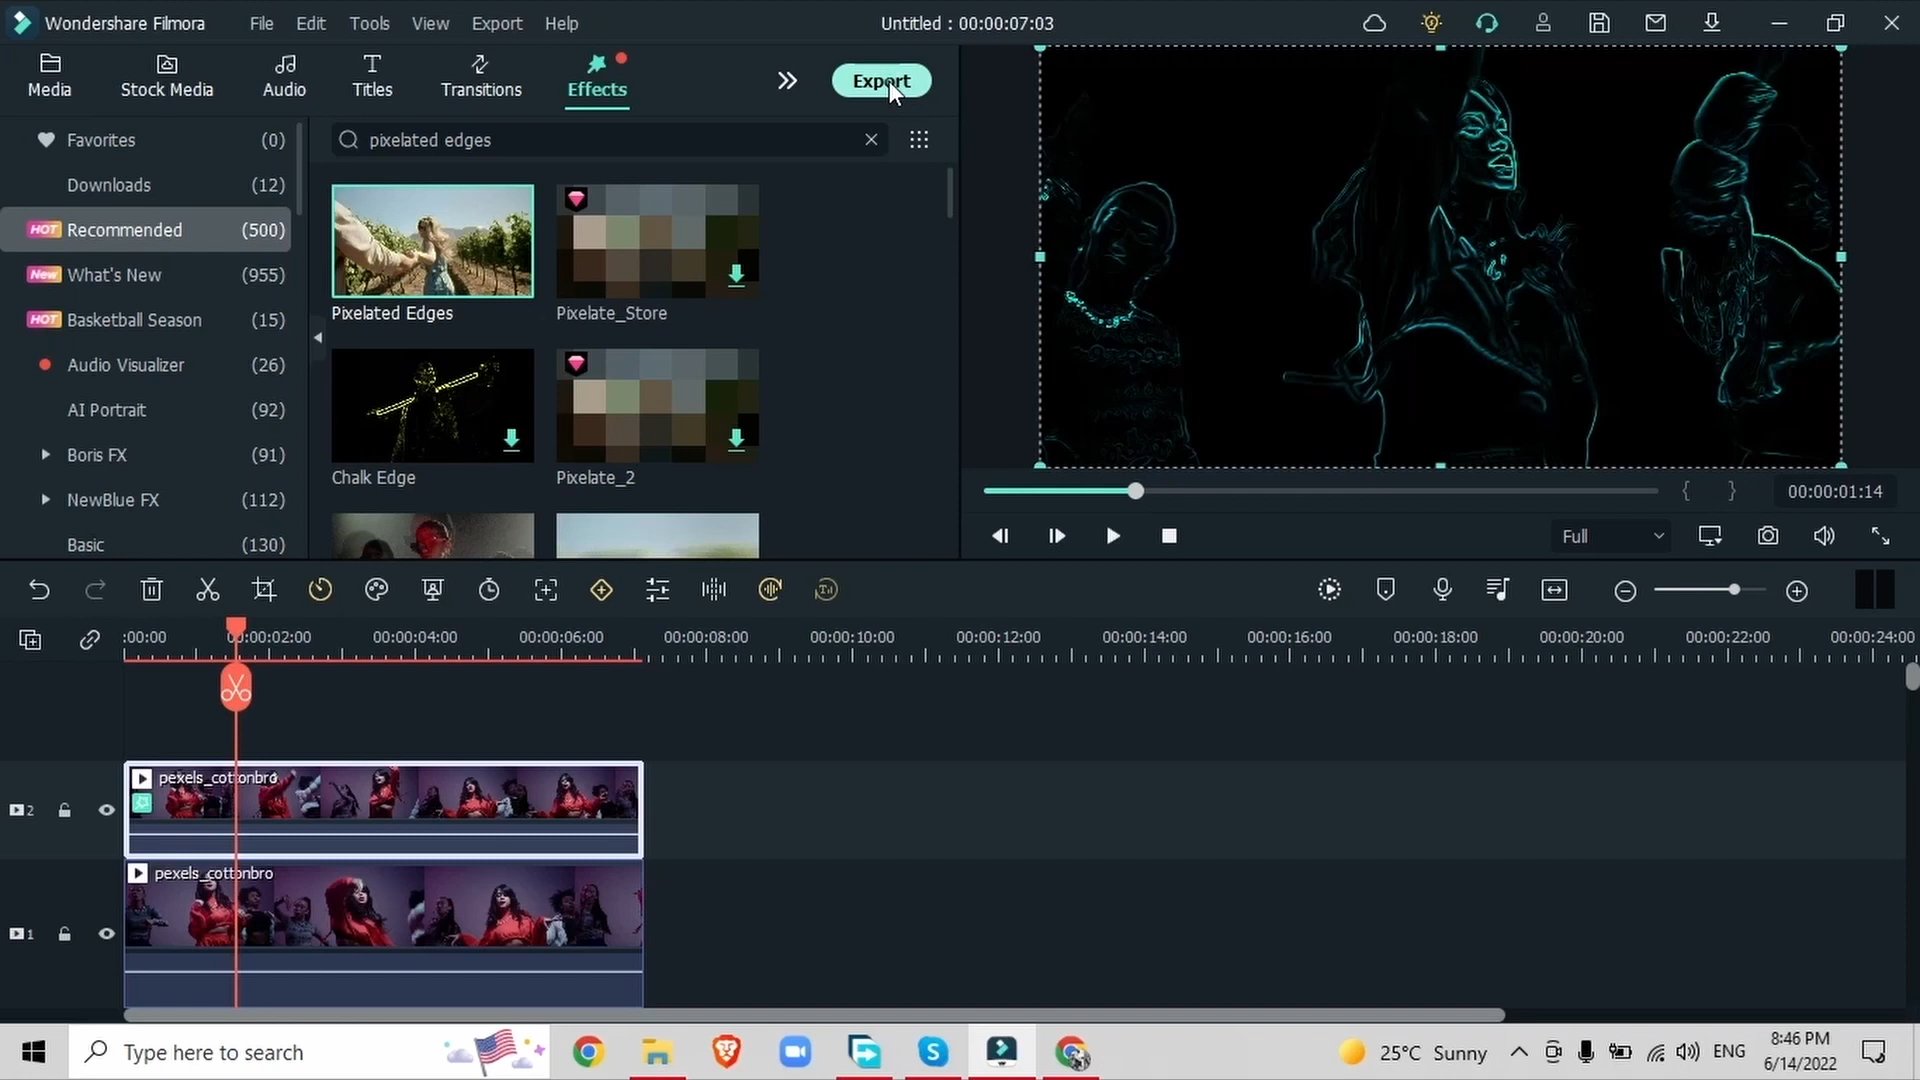 Wondershare Filmora
File
Edit
Tools
View
Export
Help
Untitled : 00:00:07:03
Media
Stock Media
Audio
Titles
Transitions
Effects
Export
pixelated edges
Favorites (0)
Downloads (12)
HOT Recommended (500)
New What's New (955)
HOT Basketball Season (15)
Audio Visualizer (26)
AI Portrait (92)
Boris FX (91)
NewBlue FX (112)
Basic (130)
Pixelated Edges
Pixelate_Store
Chalk Edge
Pixelate_2
{ }
00:00:01:14
Full
:00:00
00:00:02:00
00:00:04:00
00:00:06:00
00:00:08:00
00:00:10:00
00:00:12:00
00:00:14:00
00:00:16:00
00:00:18:00
00:00:20:00
00:00:22:00
00:00:24:00
2
pexels_cottonbro
1
pexels_cottonbro
Type here to search
25°C Sunny
ENG
8:46 PM
6/14/2022